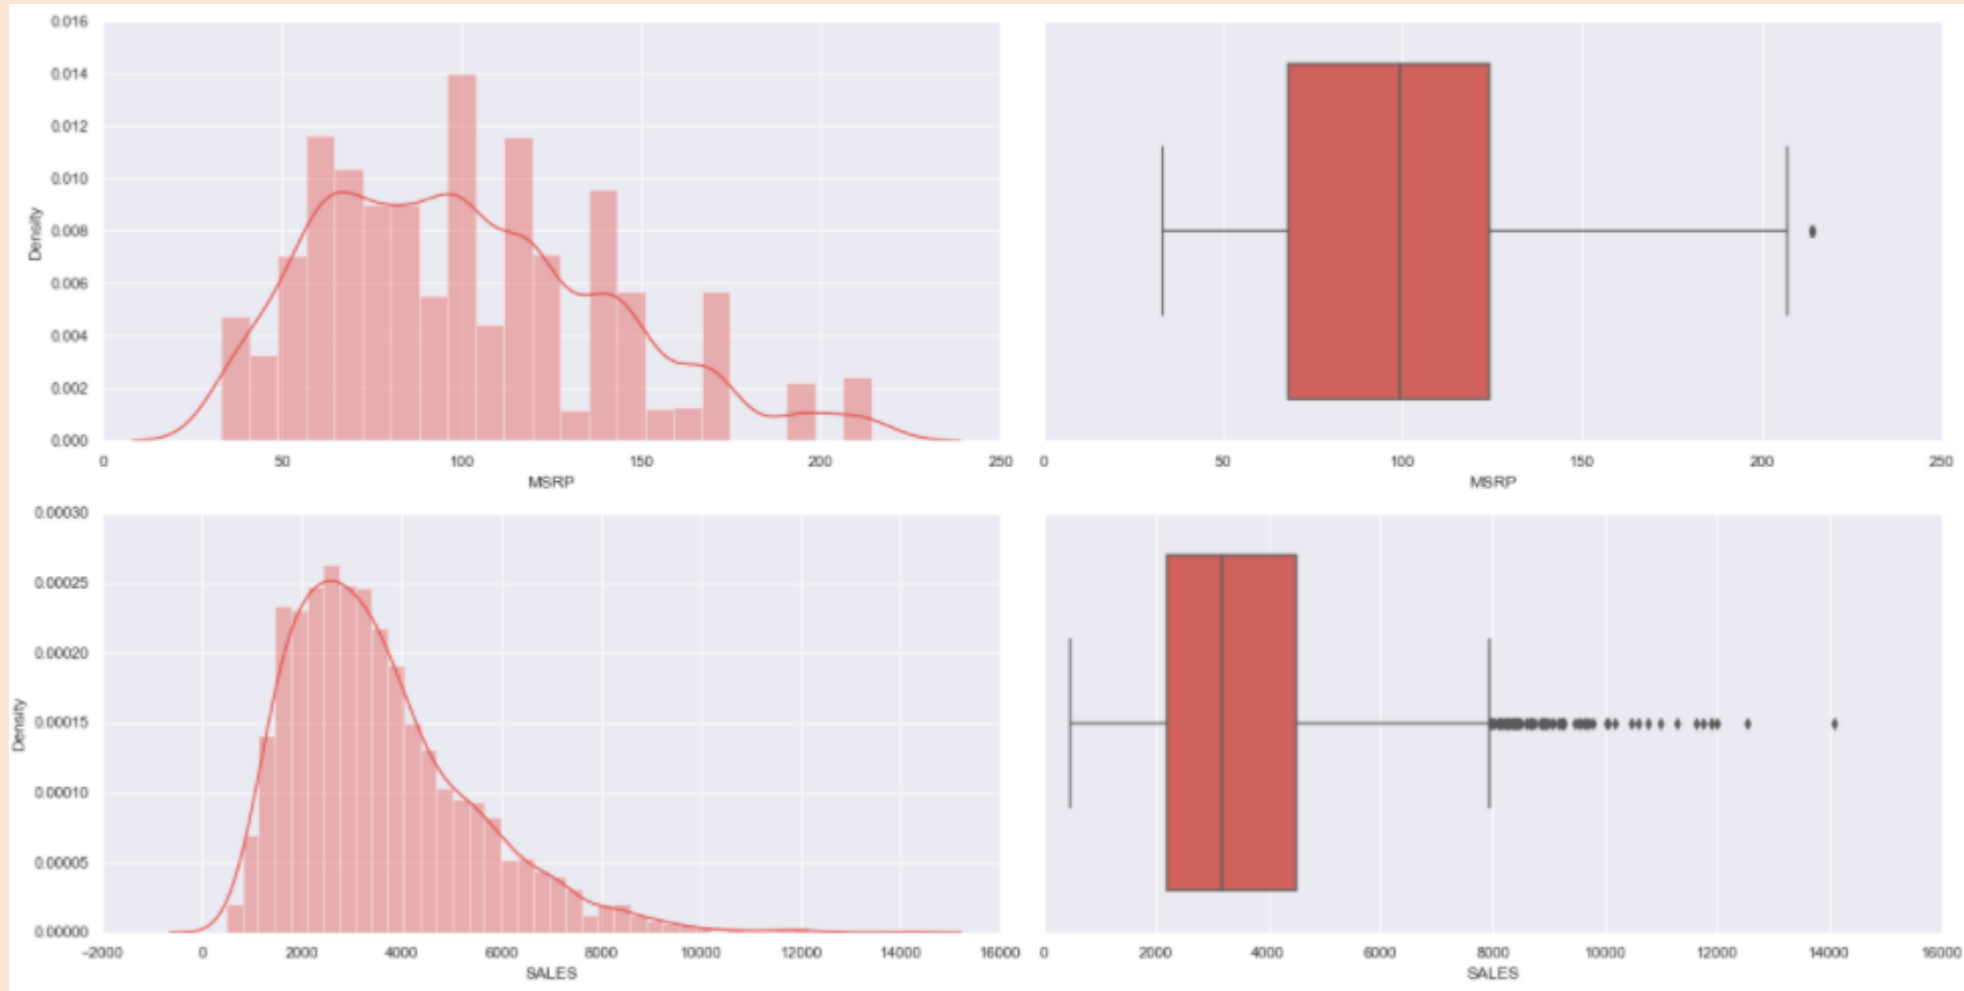 0.016
0.014
0.012
0.010
0.008
0.006
0.004
0.002
0.000
Density
0 50 100 150 200 250
MSRP
0 50 100 150 200 250
MSRP
0.00030
0.00025
0.00020
0.00015
0.00010
0.00005
0.00000
Density
−2000 0 2000 4000 6000 8000 10000 12000 14000 16000
SALES
0 2000 4000 6000 8000 10000 12000 14000 16000
SALES